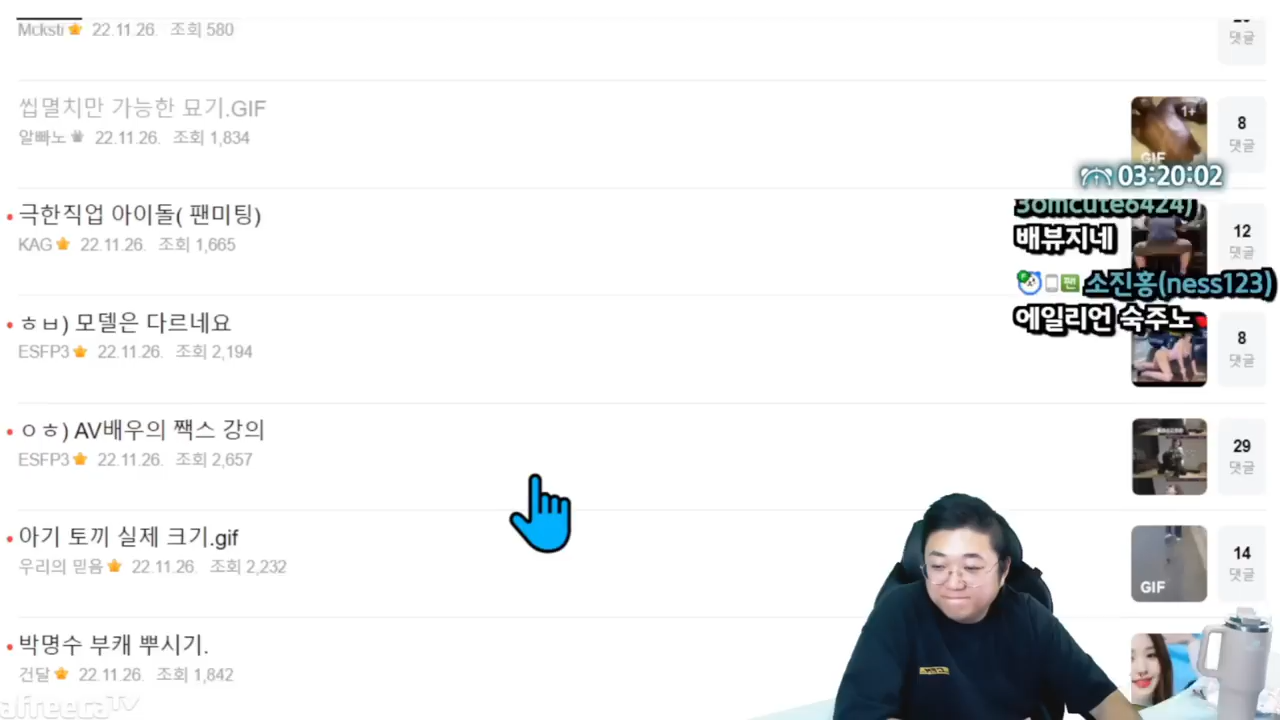 Mcksti 22.11.26. 조회 580
댓글
씹멸치만 가능한 묘기.GIF
알빠노 22.11.26. 조회 1,834
1+
GIF
8
댓글
03:20:02
극한직업 아이돌( 팬미팅)
KAG 22.11.26. 조회 1,665
12
댓글
3omcute6424)
배뷰지네
팬 소진홍(ness123)
에일리언 숙주노
ㅎㅂ) 모델은 다르네요
ESFP3 22.11.26. 조회 2,194
8
댓글
ㅇㅎ) AV배우의 짹스 강의
ESFP3 22.11.26. 조회 2,657
29
댓글
아기 토끼 실제 크기.gif
우리의 믿음 22.11.26. 조회 2,232
GIF
14
댓글
박명수 부캐 뿌시기.
건달 22.11.26. 조회 1,842
afreecaTV